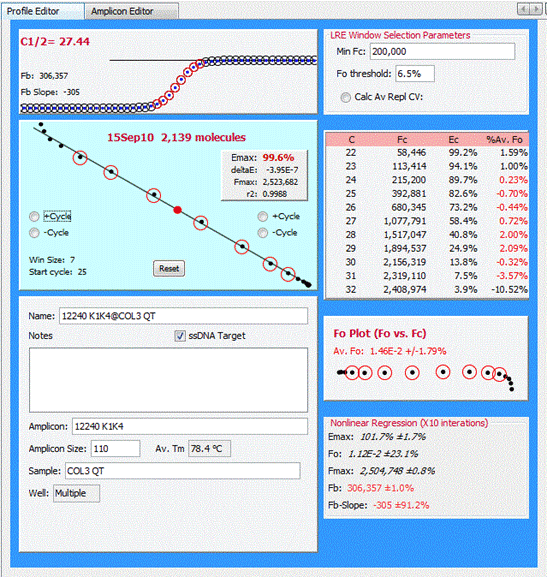 Profile Editor Amplicon Editor
C1/2= 27.44
Fb: 306,357
Fb Slope: -305
15Sep10 2,139 molecules
Emax: 99.6%
deltaE: -3.95E-7
Fmax: 2,523,682
r2: 0.9988
+Cycle
-Cycle
+Cycle
-Cycle
Win Size: 7
Start cycle: 25
Reset
Name: 12240 K1K4@COL3 QT
Notes
ssDNA Target
Amplicon: 12240 K1K4
Amplicon Size: 110 Av. Tm 78.4 °C
Sample: COL3 QT
Well: Multiple
LRE Window Selection Parameters
Min Fc: 200,000
Fo threshold: 6.5%
Calc Av Repl CV:
C Fc Ec %Av. Fo
22 58,446 99.2% 1.59%
23 113,414 94.1% 1.00%
24 215,200 89.7% 0.23%
25 392,881 82.6% -0.70%
26 680,345 73.2% -0.44%
27 1,077,791 58.4% 0.72%
28 1,517,047 40.8% 2.00%
29 1,894,537 24.9% 2.09%
30 2,156,319 13.8% -0.32%
31 2,319,110 7.5% -3.57%
32 2,408,974 3.9% -10.52%
Fo Plot (Fo vs. Fc)
Av. Fo: 1.46E-2 +/-1.79%
Nonlinear Regression (X10 interations)
Emax: 101.7% ±1.7%
Fo: 1.12E-2 ±23.1%
Fmax: 2,504,748 ±0.8%
Fb: 306,357 ±1.0%
Fb-Slope: -305 ±91.2%